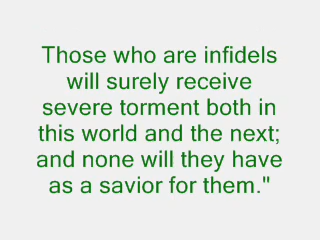 Those who are infidels
will surely receive
severe torment both in
this world and the next;
and none will they have
as a savior for them."